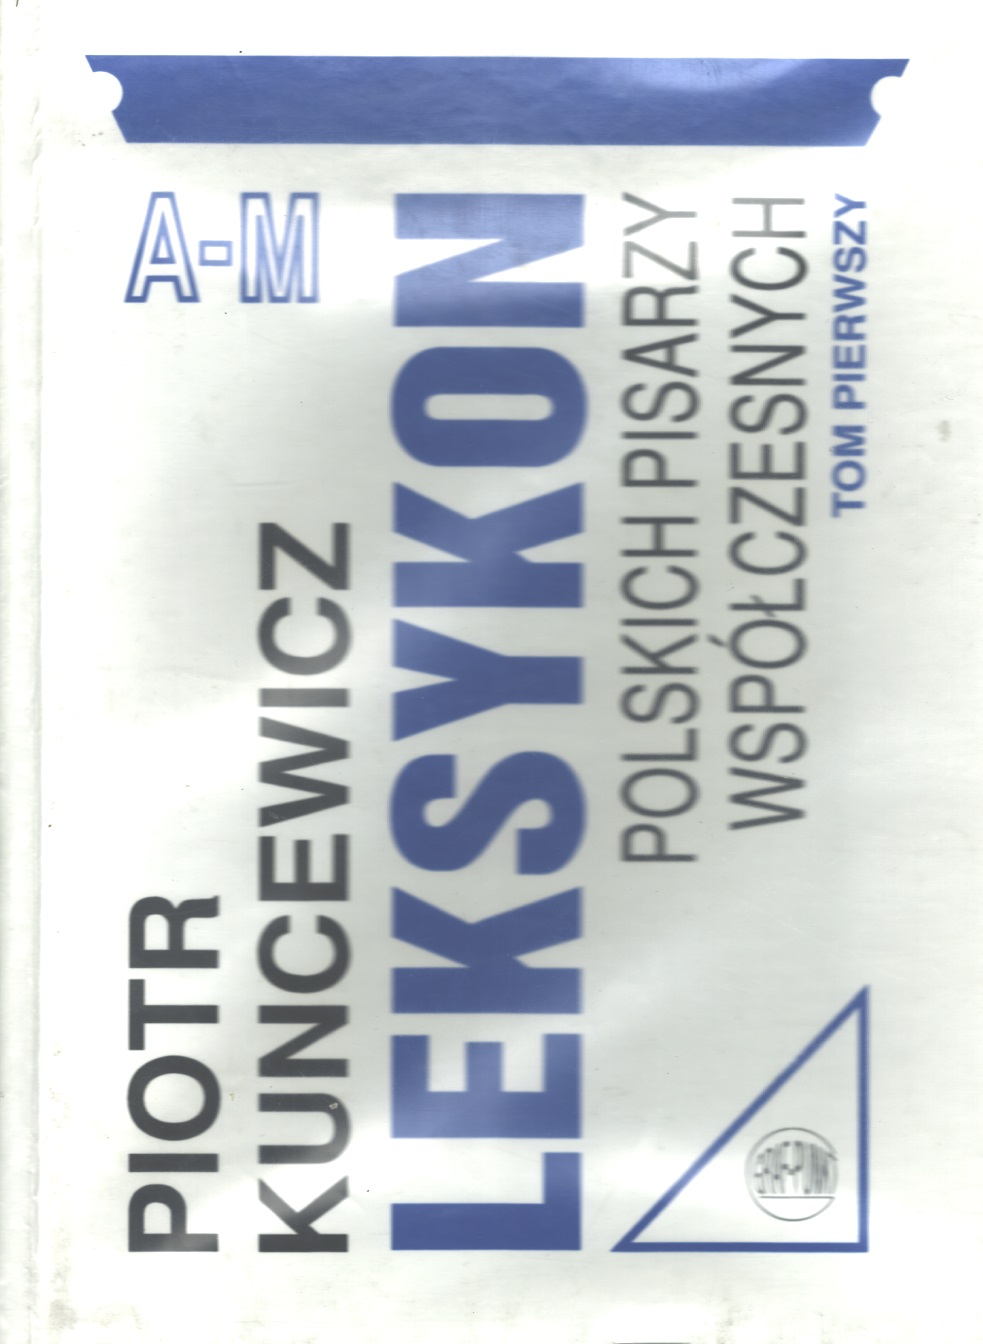 PIOTR
KUNCEWICZ
A-M
LEKSYKON
POLSKICH PISARZY
WSPÓŁCZESNYCH
TOM PIERWSZY